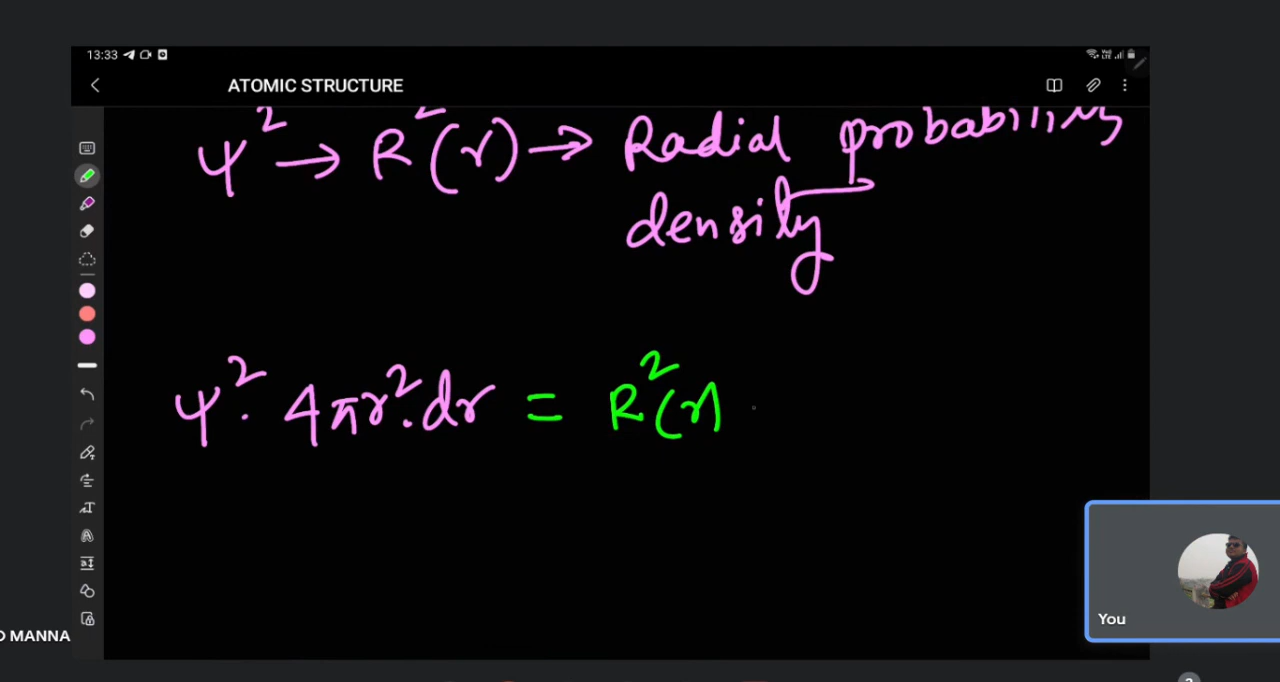 13:33
ATOMIC STRUCTURE
ψ² → R²(r) → Radial probability
density →
ψ². 4πr².dr = R²(r)
You
O MANNA